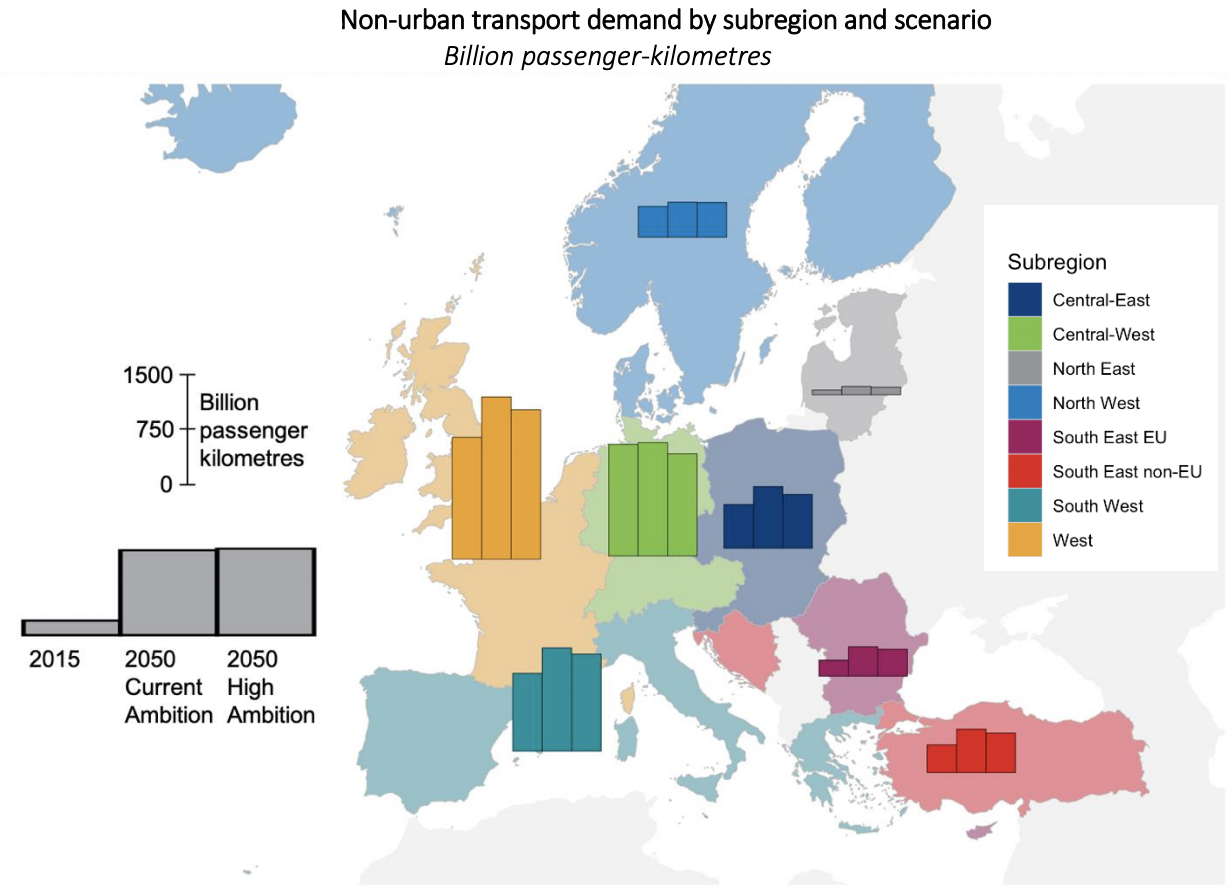 Non-urban transport demand by subregion and scenario
Billion passenger-kilometres
1500
750
0
Billion
passenger
kilometres
2015
2050
Current
Ambition
2050
High
Ambition
Subregion
Central-East
Central-West
North East
North West
South East EU
South East non-EU
South West
West